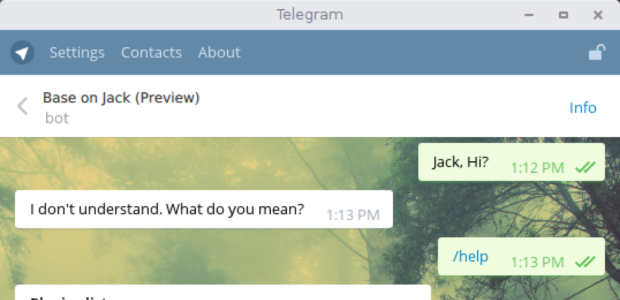 Telegram
Settings Contacts About
Base on Jack (Preview)
bot
Info
Jack, Hi? 1:12 PM
I don't understand. What do you mean? 1:13 PM
/help 1:13 PM